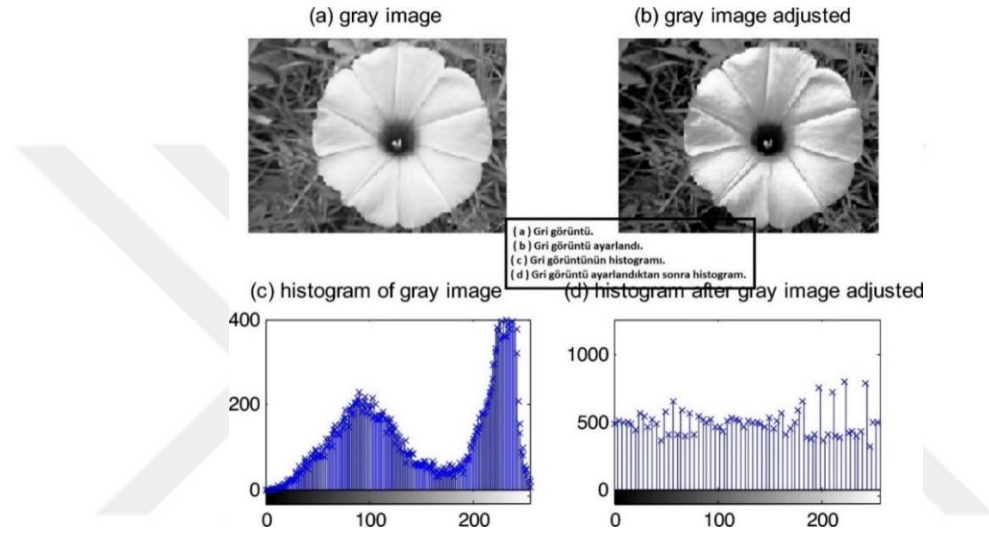 (a) gray image
(b) gray image adjusted
( a ) Gri görüntü.
( b ) Gri görüntü ayarlandı.
( c ) Gri görüntünün histogramı.
( d ) Gri görüntü ayarlandıktan sonra histogram.
(c) histogram of gray image
(d) histogram after gray image adjusted
400
200
0
0 100 200
1000
500
0
0 100 200